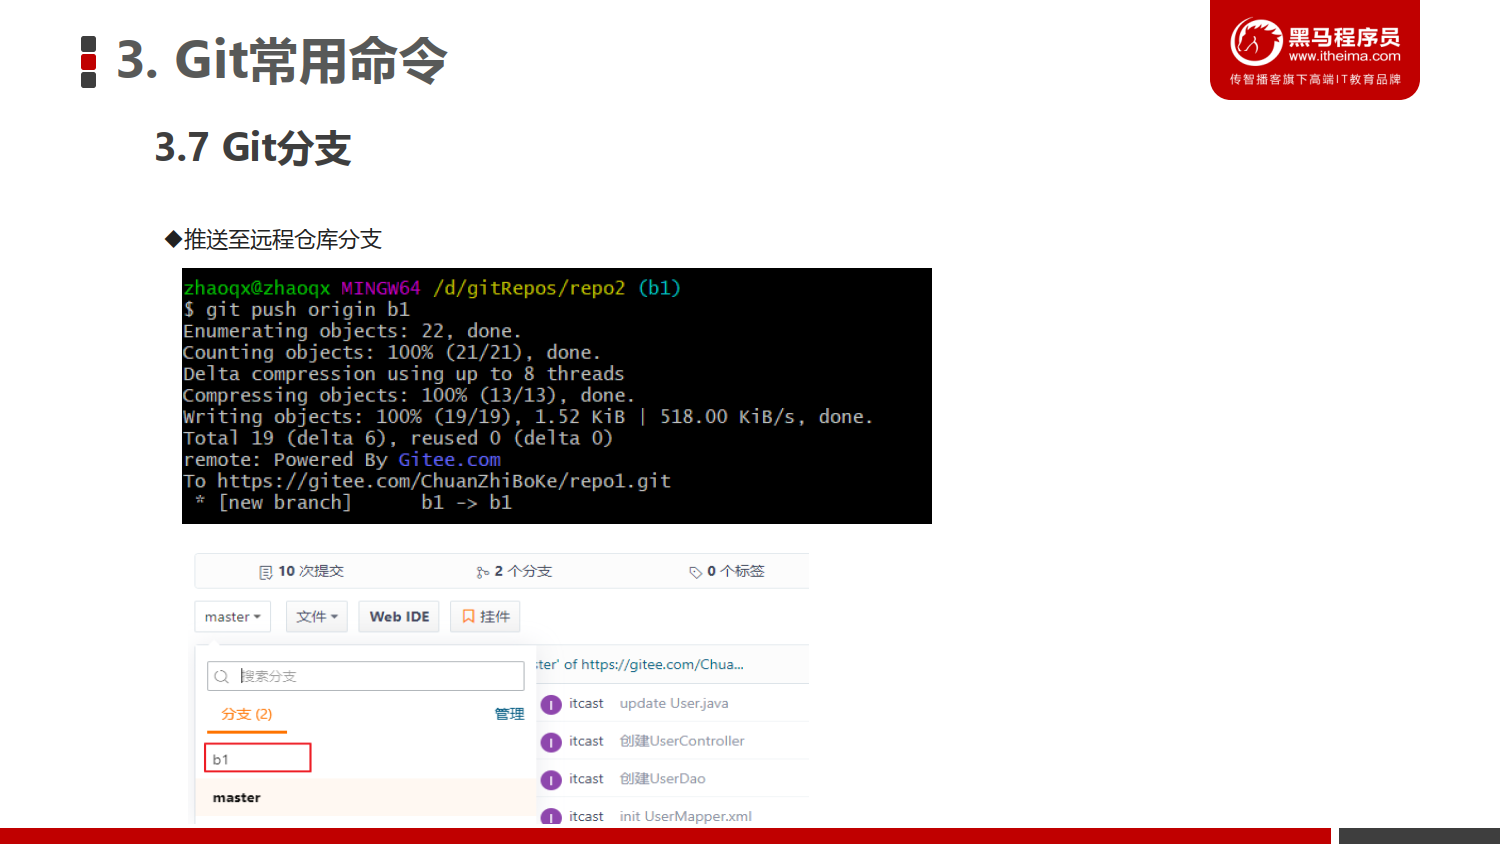 3. Git常用命令
黑马程序员
www.itheima.com
传智播客旗下高端IT教育品牌
3.7 Git分支
◆推送至远程仓库分支
zhaoqx@zhaoqx MINGW64 /d/gitRepos/repo2 (b1)
$ git push origin b1
Enumerating objects: 22, done.
Counting objects: 100% (21/21), done.
Delta compression using up to 8 threads
Compressing objects: 100% (13/13), done.
Writing objects: 100% (19/19), 1.52 KiB | 518.00 KiB/s, done.
Total 19 (delta 6), reused 0 (delta 0)
remote: Powered By Gitee.com
To https://gitee.com/ChuanZhiBoKe/repo1.git
* [new branch] b1 -> b1
10 次提交 2 个分支 0 个标签
master 文件 Web IDE 挂件
搜索分支 ter' of https://gitee.com/Chua...
分支 (2) 管理 I itcast update User.java
I itcast 创建UserController
b1
I itcast 创建UserDao
master
I itcast init UserMapper.xml